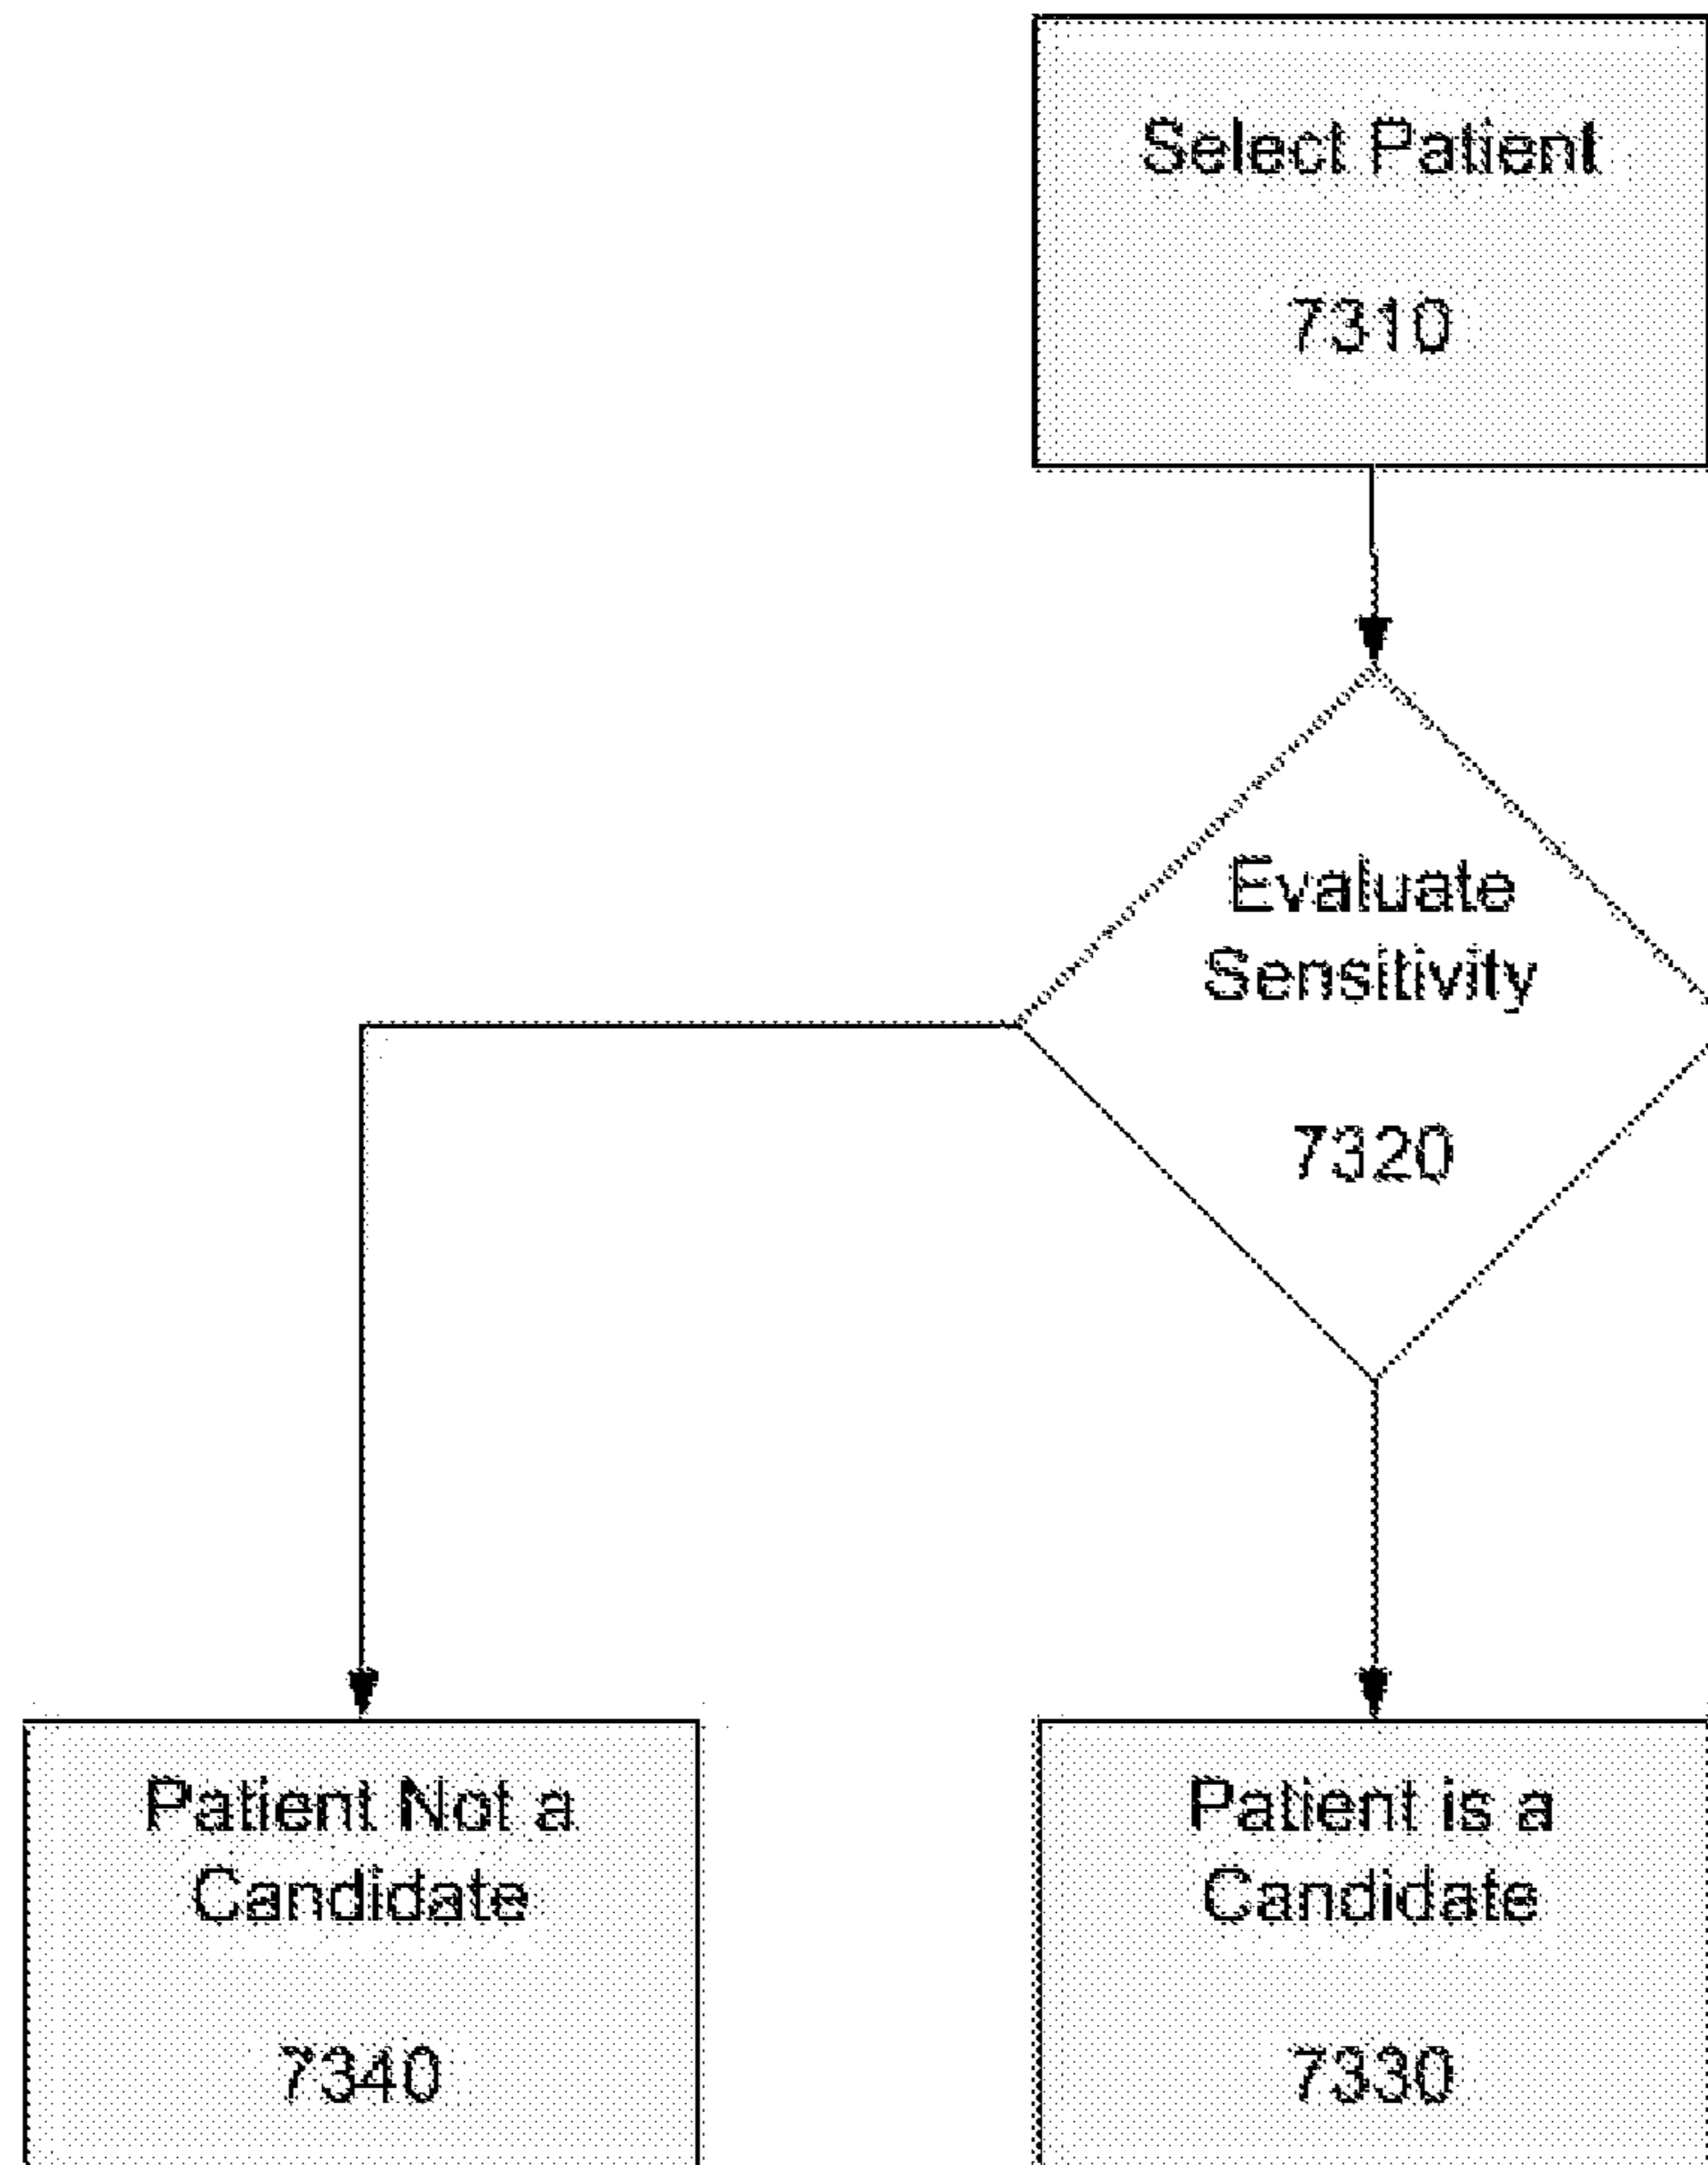 Select Patient
7310
Evaluate
Sensitivity
7320
Patient Not a
Candidate
7340
Patient is a
Candidate
7330